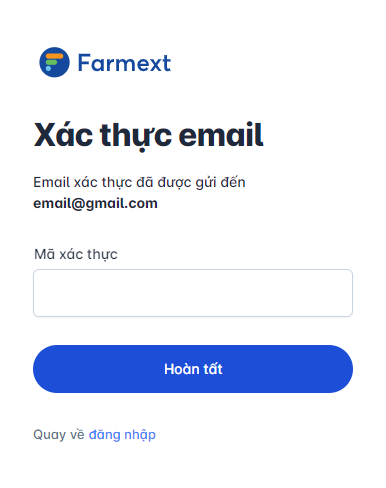 Farmext
Xác thực email
Email xác thực đã được gửi đến
email@gmail.com
Mã xác thực
Hoàn tất
Quay về đăng nhập